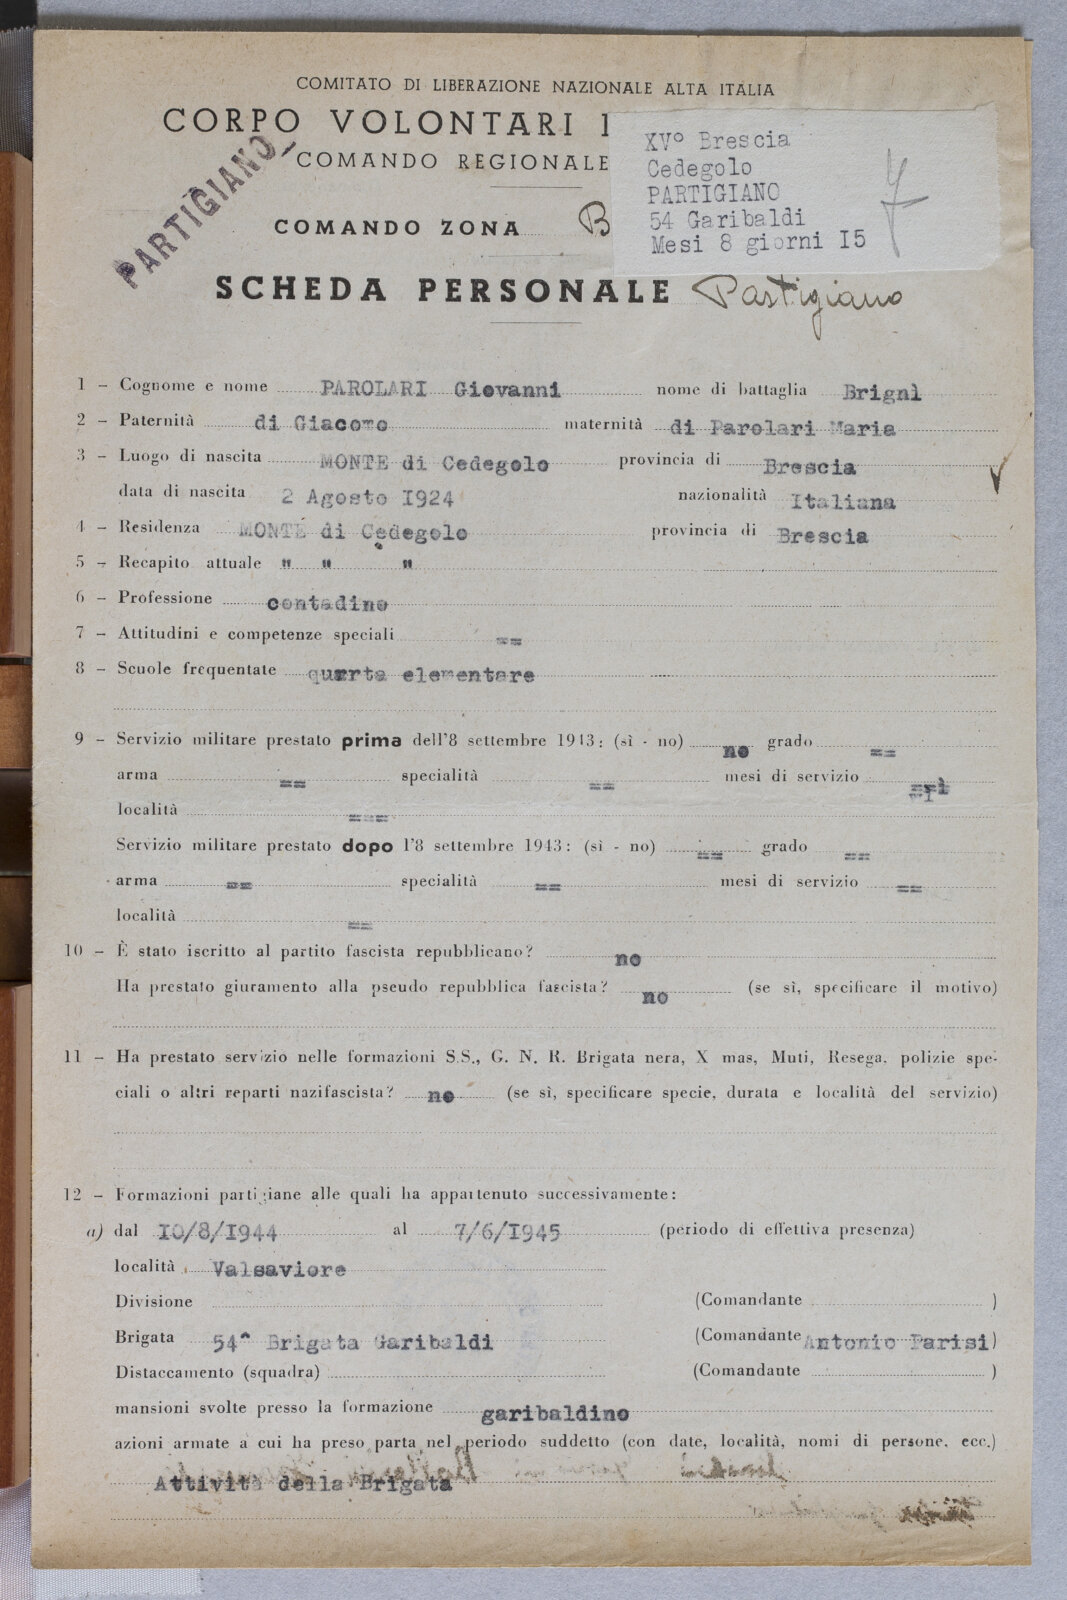 COMITATO DI LIBERAZIONE NAZIONALE ALTA ITALIA
CORPO VOLONTARI
COMANDO REGIONALE
PARTIGIANO
XVº Brescia
Cedegolo
PARTIGIANO
54 Garibaldi
Mesi 8 giorni I5
7
COMANDO ZONA B
SCHEDA PERSONALE Partigiano
1 - Cognome e nome PAROLARI Giovanni nome di battaglia Brignì
2 - Paternità di Giacomo maternità di Parolari Maria
3 - Luogo di nascita MONTE di Cedegolo provincia di Brescia
data di nascita 2 Agosto I924 nazionalità Italiana
4 - Residenza MONTE di Cedegolo provincia di Brescia
5 - Recapito attuale " " "
6 - Professione contadino
7 - Attitudini e competenze speciali ==
8 - Scuole frequentate quarta elementare
9 - Servizio militare prestato prima dell'8 settembre 1943: (sì - no) no grado ==
arma == specialità == mesi di servizio
località ===
Servizio militare prestato dopo l'8 settembre 1943: (sì - no) == grado ==
arma == specialità == mesi di servizio ==
località ==
10 - È stato iscritto al partito fascista repubblicano? no
Ha prestato giuramento alla pseudo repubblica fascista? no (se sì, specificare il motivo)
11 - Ha prestato servizio nelle formazioni S.S., G. N. R. Brigata nera, X mas, Muti, Resega, polizie spe-
ciali o altri reparti nazifascista? no (se sì, specificare specie, durata e località del servizio)
12 - Formazioni partigiane alle quali ha appartenuto successivamente:
a) dal I0/8/I944 al 7/6/I945 (periodo di effettiva presenza)
località Valsaviore
Divisione (Comandante )
Brigata 54^ Brigata Garibaldi (Comandante Antonio Parisi)
Distaccamento (squadra) (Comandante )
mansioni svolte presso la formazione garibaldino
azioni armate a cui ha preso parta nel periodo suddetto (con date, località, nomi di persone, ecc.)
Attività della Brigata